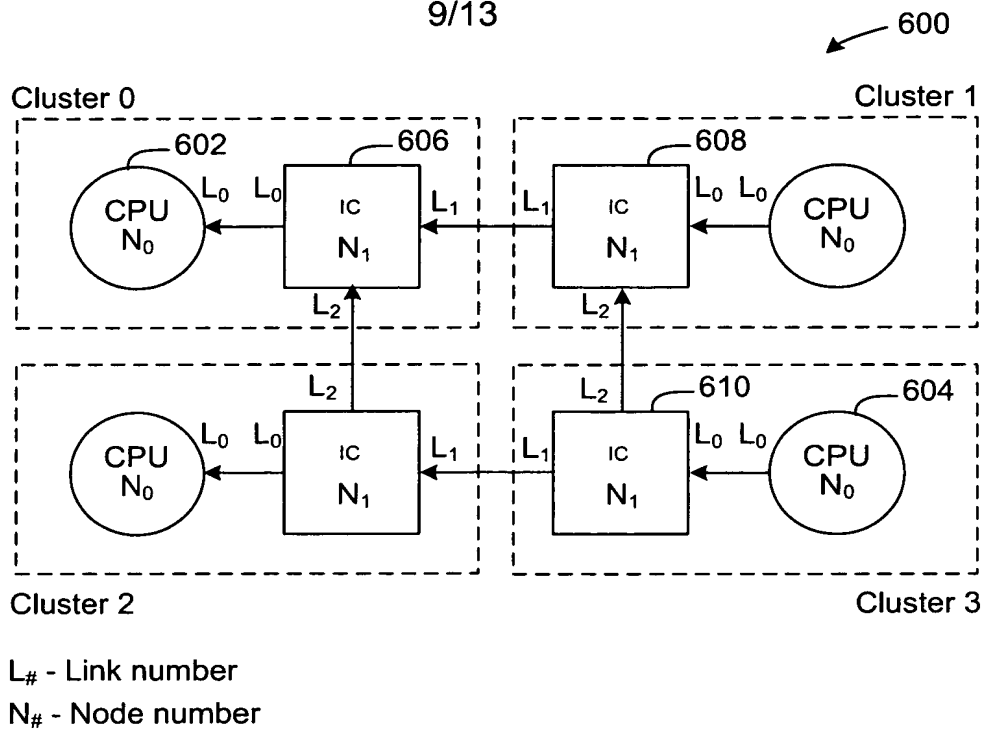 9/13
600
Cluster 0
Cluster 1
602
606
608
CPU
N₀
L₀
L₀
IC
N₁
L₁
L₁
IC
N₁
L₀
L₀
CPU
N₀
L₂
L₂
L₂
L₂
610
604
CPU
N₀
L₀
L₀
IC
N₁
L₁
L₁
IC
N₁
L₀
L₀
CPU
N₀
Cluster 2
Cluster 3
L# - Link number
N# - Node number